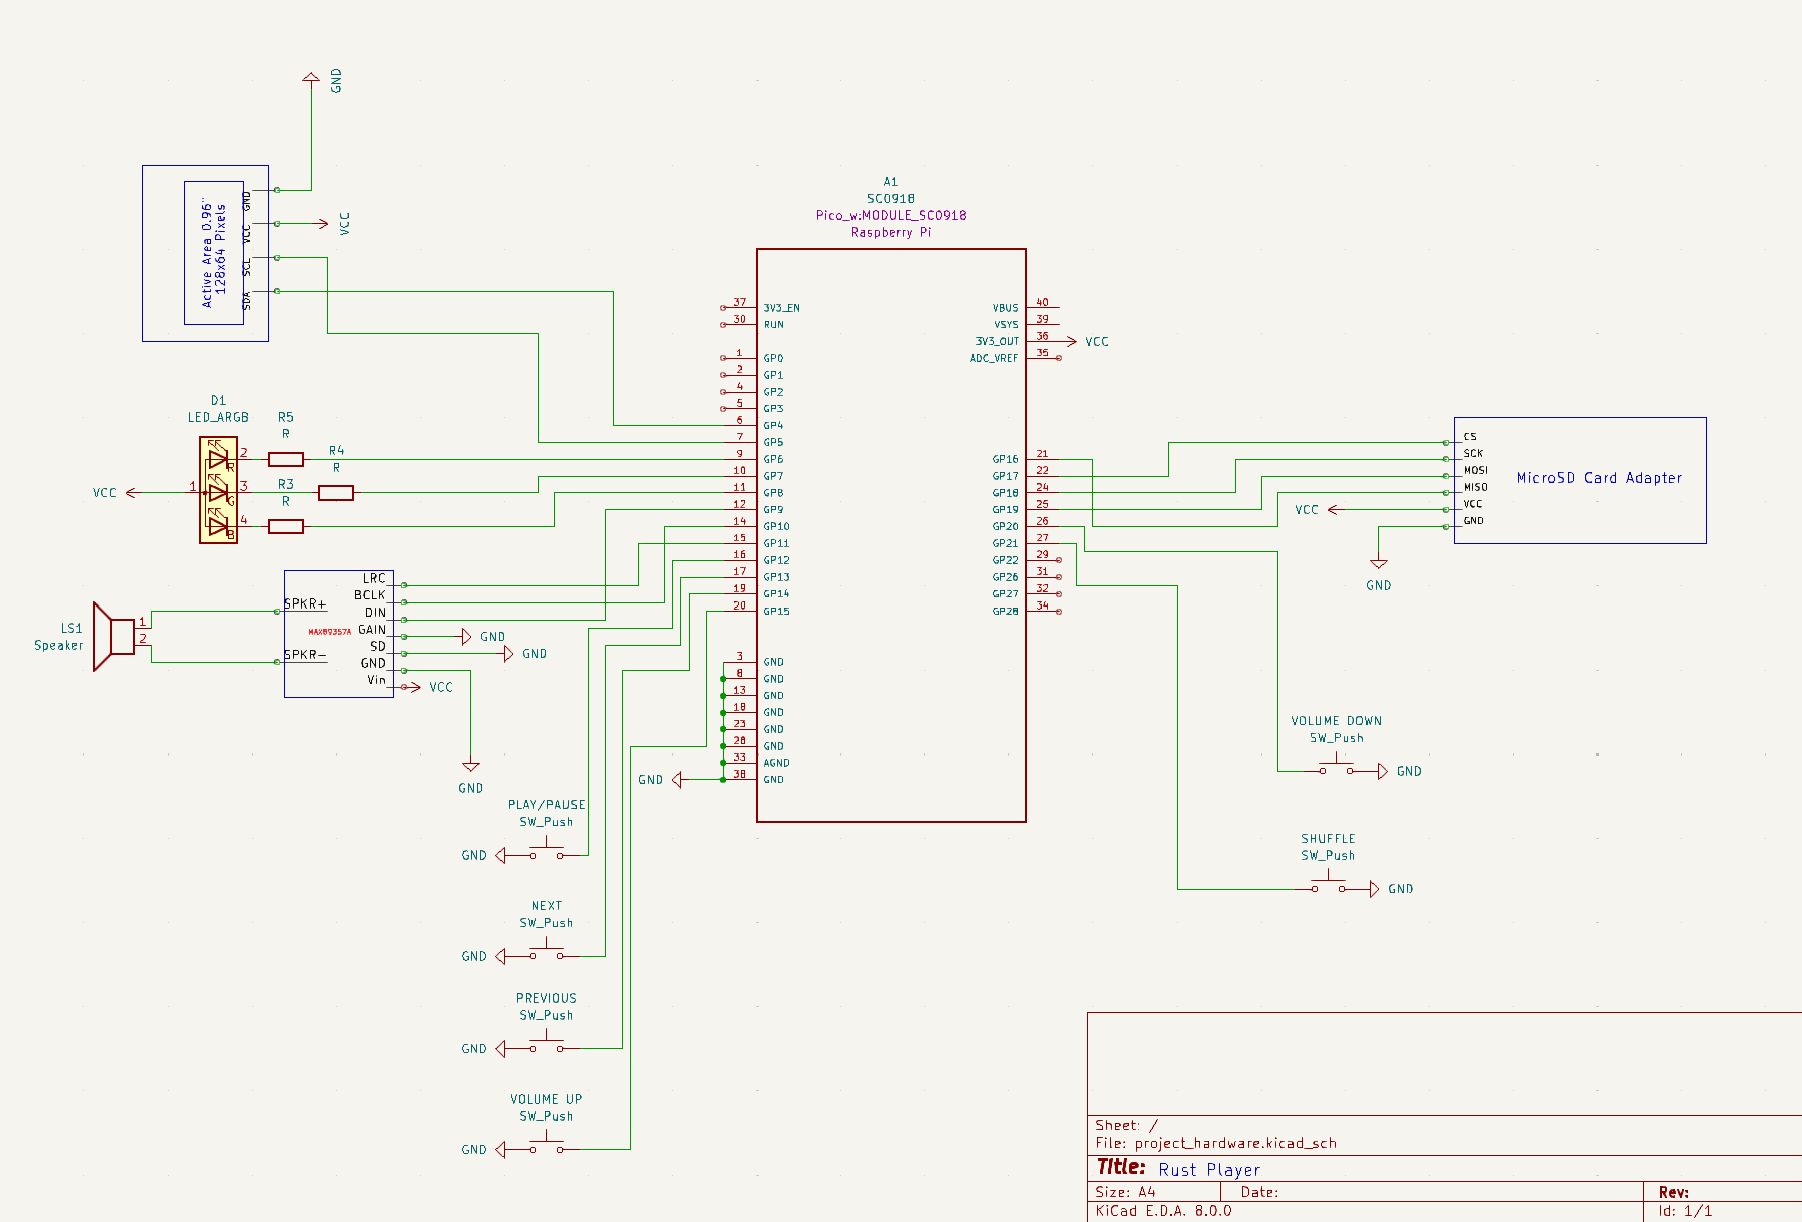 GND
GND
VCC
SCL
SDA
VCC
Active Area 0.96"
128x64 Pixels
A1
SC0918
Pico_w:MODULE_SC0918
Raspberry Pi
37 3V3_EN
30 RUN
1 GP0
2 GP1
4 GP2
5 GP3
6 GP4
7 GP5
9 GP6
10 GP7
11 GP8
12 GP9
14 GP10
15 GP11
16 GP12
17 GP13
19 GP14
20 GP15
3 GND
8 GND
13 GND
18 GND
23 GND
28 GND
33 AGND
38 GND
GND
VBUS 40
VSYS 39
3V3_OUT 36 VCC
ADC_VREF 35
GP16 21
GP17 22
GP18 24
GP19 25
GP20 26
GP21 27
GP22 29
GP26 31
GP27 32
GP28 34
D1
LED_ARGB
R5
R
R4
R
R3
R
VCC
1
2
3
4
R
G
B
LS1
Speaker
1
2
SPKR+
SPKR-
MAX89357A
LRC
BCLK
DIN
GAIN
SD
GND
Vin
GND
GND
VCC
GND
CS
SCK
MOSI
MISO
VCC
GND
MicroSD Card Adapter
VCC
GND
PLAY/PAUSE
SW_Push
GND
NEXT
SW_Push
GND
PREVIOUS
SW_Push
GND
VOLUME UP
SW_Push
GND
VOLUME DOWN
SW_Push
GND
SHUFFLE
SW_Push
GND
Sheet: /
File: project_hardware.kicad_sch
Title: Rust Player
Size: A4 Date: Rev:
KiCad E.D.A. 8.0.0 Id: 1/1